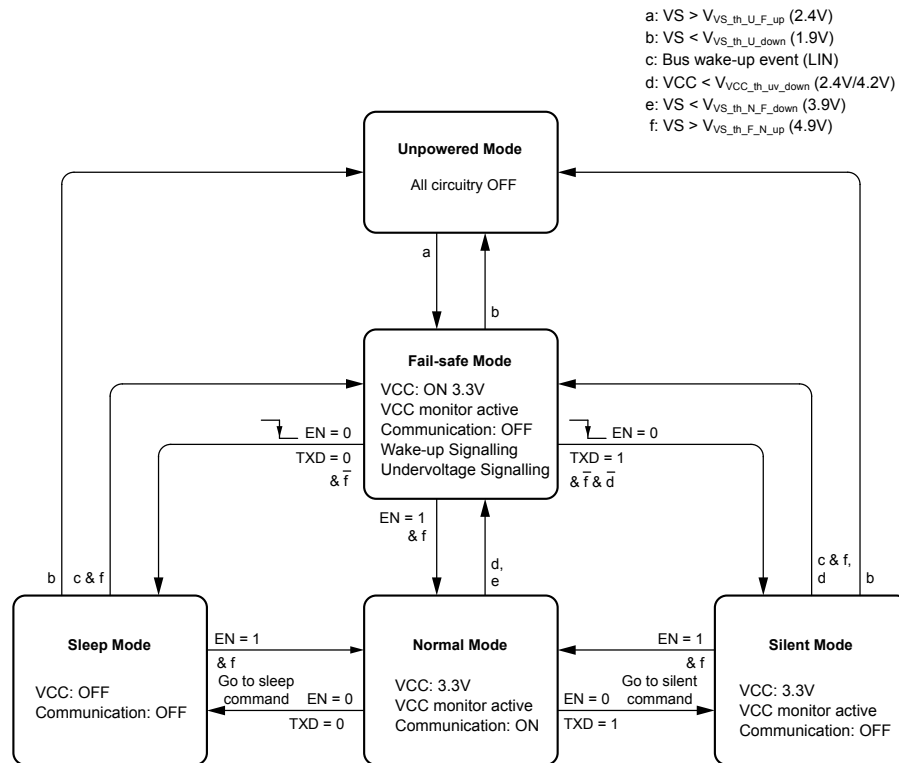 a: VS > V_VS_th_U_F_up (2.4V)
b: VS < V_VS_th_U_down (1.9V)
c: Bus wake-up event (LIN)
d: VCC < V_VCC_th_uv_down (2.4V/4.2V)
e: VS < V_VS_th_N_F_down (3.9V)
f: VS > V_VS_th_F_N_up (4.9V)
Unpowered Mode
All circuitry OFF
a
b
Fail-safe Mode
VCC: ON 3.3V
VCC monitor active
Communication: OFF
Wake-up Signalling
Undervoltage Signalling
EN = 0
TXD = 0
& f̅
EN = 0
TXD = 1
& f̅ & d̅
EN = 1
& f
d,
e
b
c & f
c & f,
d
b
Sleep Mode
VCC: OFF
Communication: OFF
EN = 1
& f
Go to sleep
command
EN = 0
TXD = 0
Normal Mode
VCC: 3.3V
VCC monitor active
Communication: ON
EN = 1
& f
Go to silent
command
EN = 0
TXD = 1
Silent Mode
VCC: 3.3V
VCC monitor active
Communication: OFF